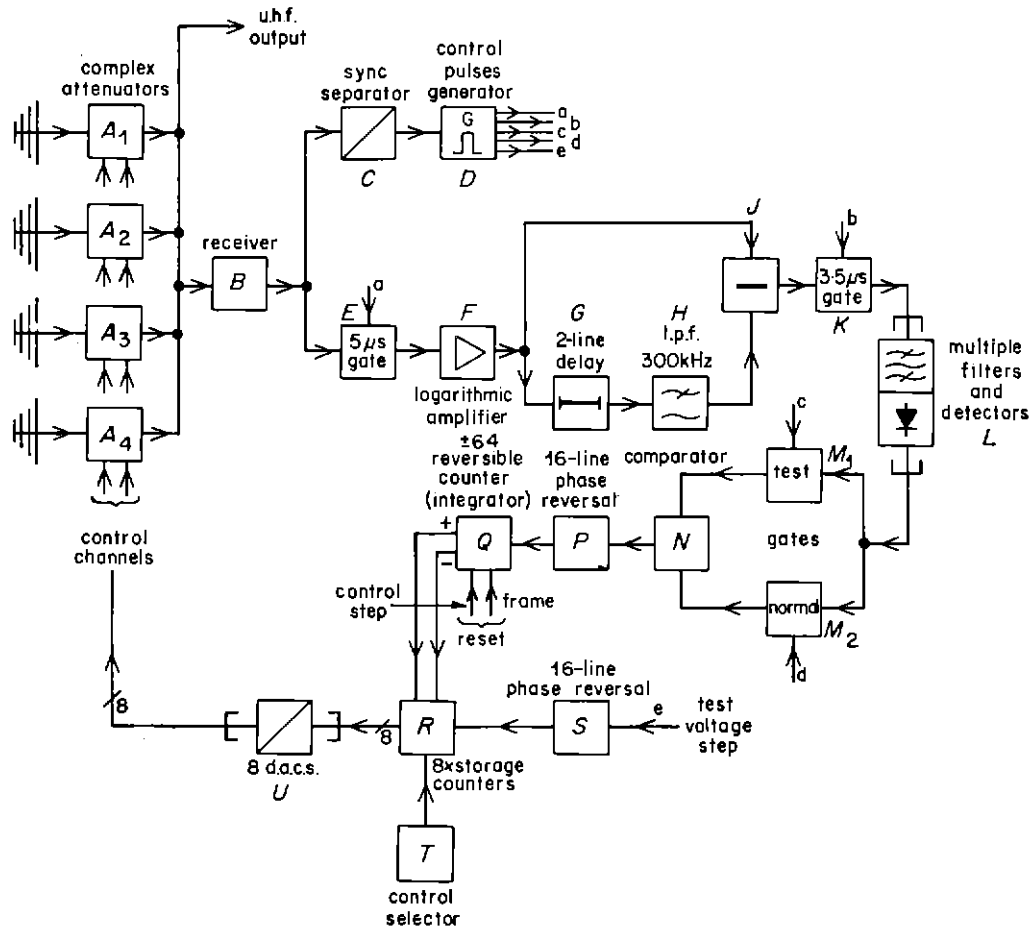 u.h.f.
output
complex
attenuators
A1
A2
A3
A4
control
channels
sync
separator
C
control
pulses
generator
G
D
a
b
c
d
e
receiver
B
a
E
5μs
gate
F
logarithmic
amplifier
G
2-line
delay
H
l.p.f.
300kHz
J
b
3·5μs
gate
K
multiple
filters
and
detectors
L
c
M1
test
gates
normal
M2
d
comparator
N
16-line
phase
reversal
P
±64
reversible
counter
(integrator)
+
−
Q
control
step
frame
reset
16-line
phase reversal
S
e
test
voltage
step
R
8
8xstorage
counters
T
control
selector
8 d.a.c.s.
U
8